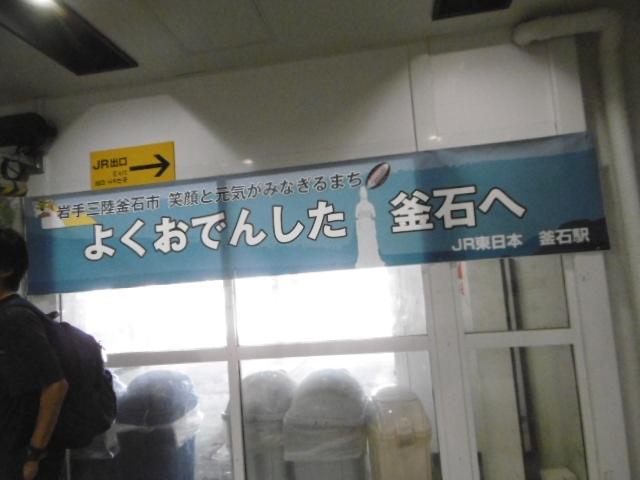 JR出口
岩手三陸釜石市 笑顔と元気がみなぎるまち
よくおでんした 釜石へ
JR東日本 釜石駅